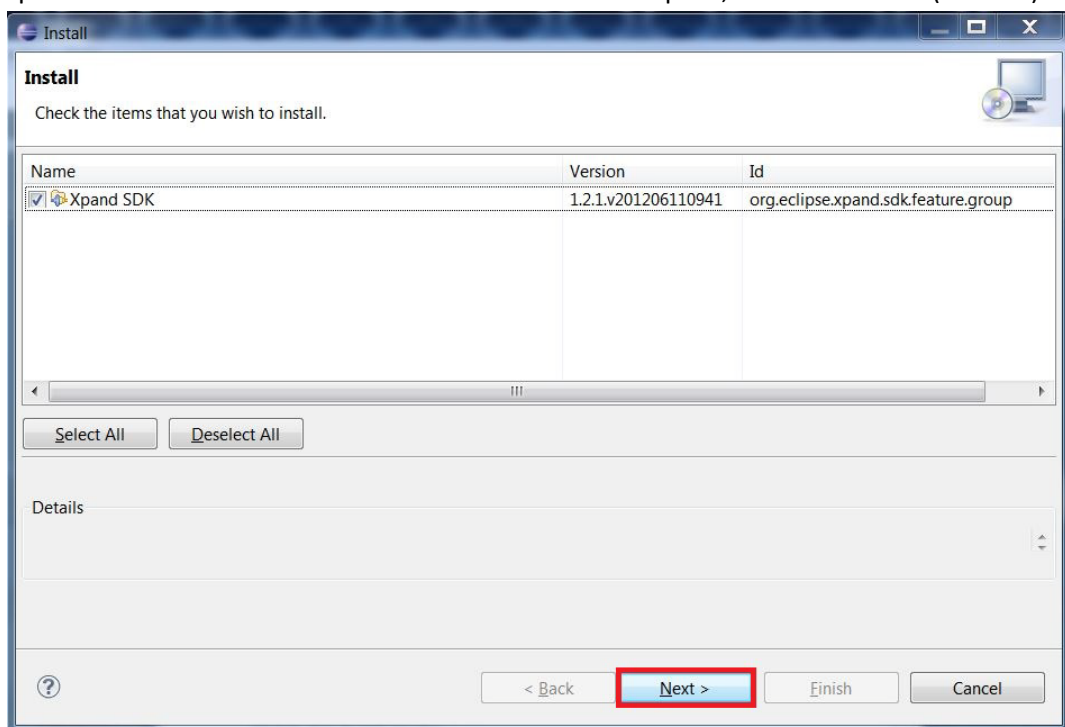 Install
Install
Check the items that you wish to install.
Name Version Id
Xpand SDK 1.2.1.v201206110941 org.eclipse.xpand.sdk.feature.group
Select All Deselect All
Details
< Back Next > Finish Cancel